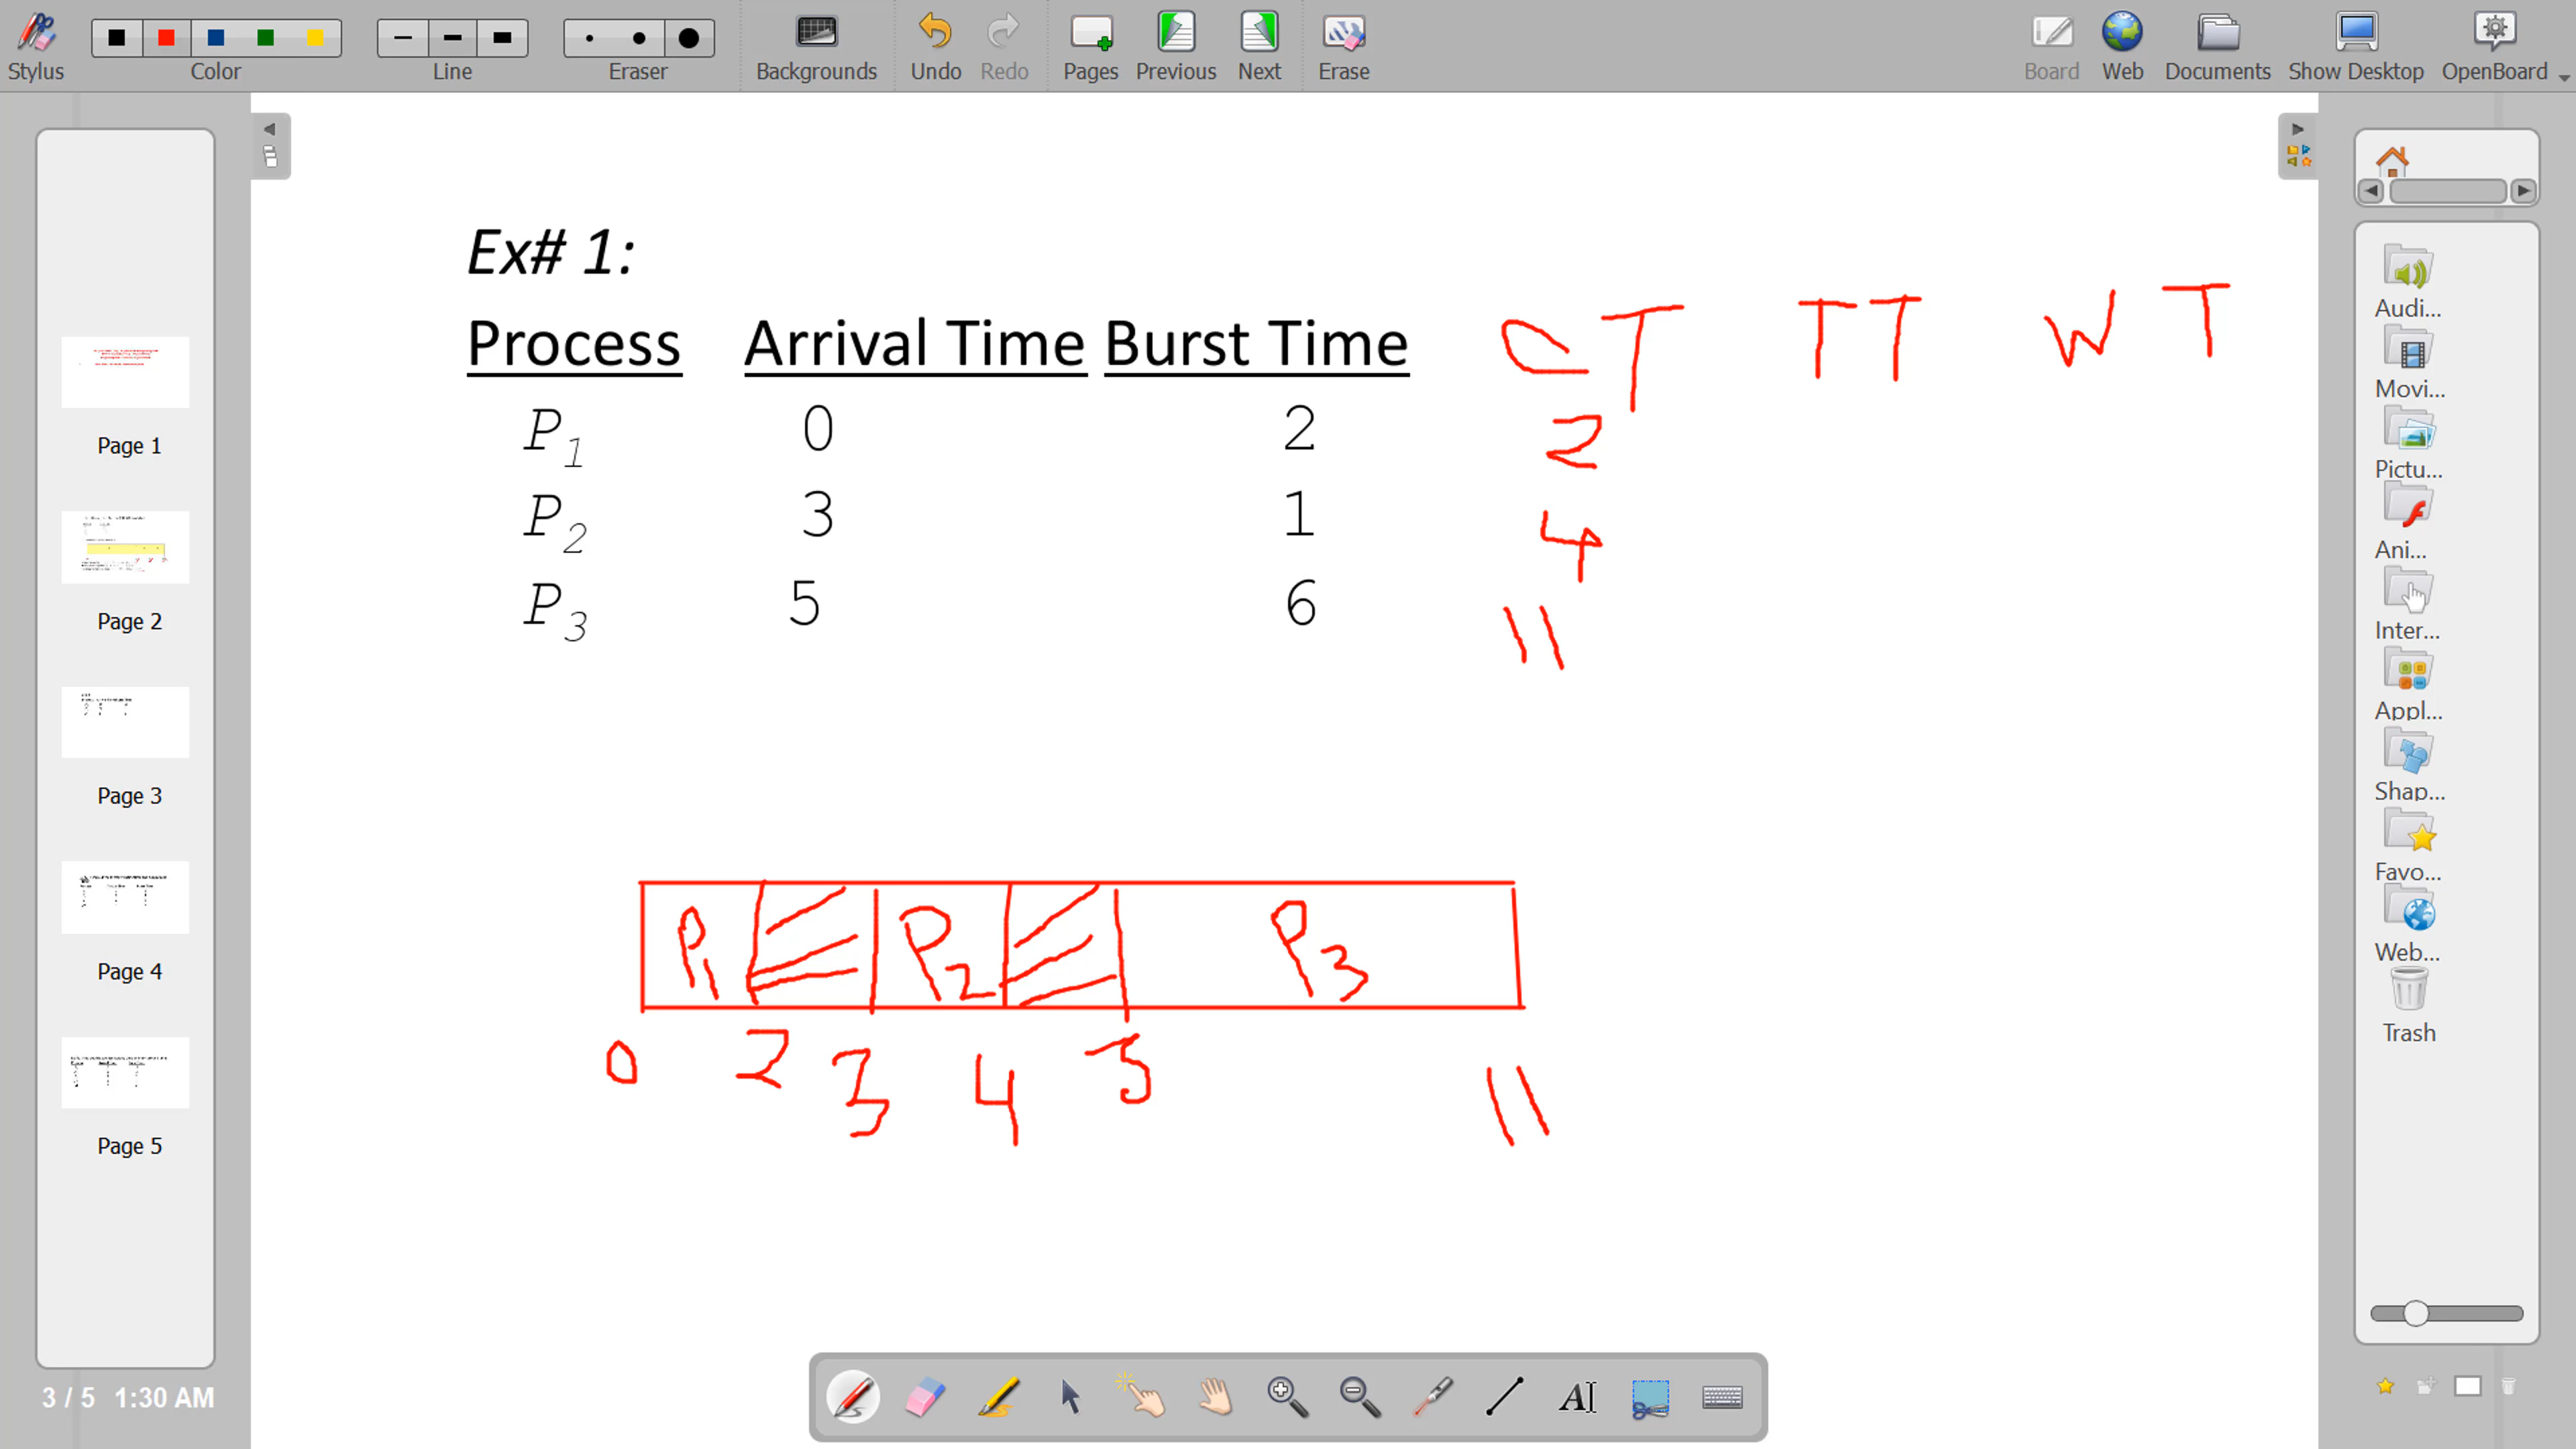 Stylus Color Line Eraser Backgrounds Undo Redo Pages Previous Next Erase Board Web Documents Show Desktop OpenBoard
Page 1
Page 2
Page 3
Page 4
Page 5
3 / 5 1:30 AM
Ex# 1:
Process Arrival Time Burst Time CT TT WT
P1 0 2 2
P2 3 1 4
P3 5 6 11
P1 P2 P3
0 2 3 4 5 11
Audi...
Movi...
Pictu...
Ani...
Inter...
Appl...
Shap...
Favo...
Web...
Trash